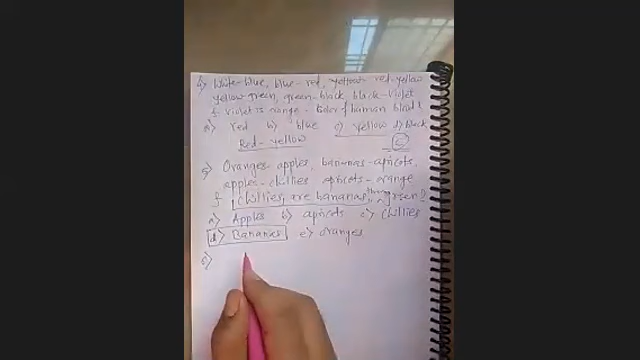 4) White-blue, blue-red, yellow red-yellow
yellow-green, green-black, black-violet
f violet is orange - color of human blood?
a) red b) blue c) yellow d) black
Red-yellow c
5) Oranges-apples, bananas-apricots,
apples-chillies apricots-orange
f chillies, are bananas, then green?
a) Apples b) apricots c) chillies
d) Bananas e) oranges
6)